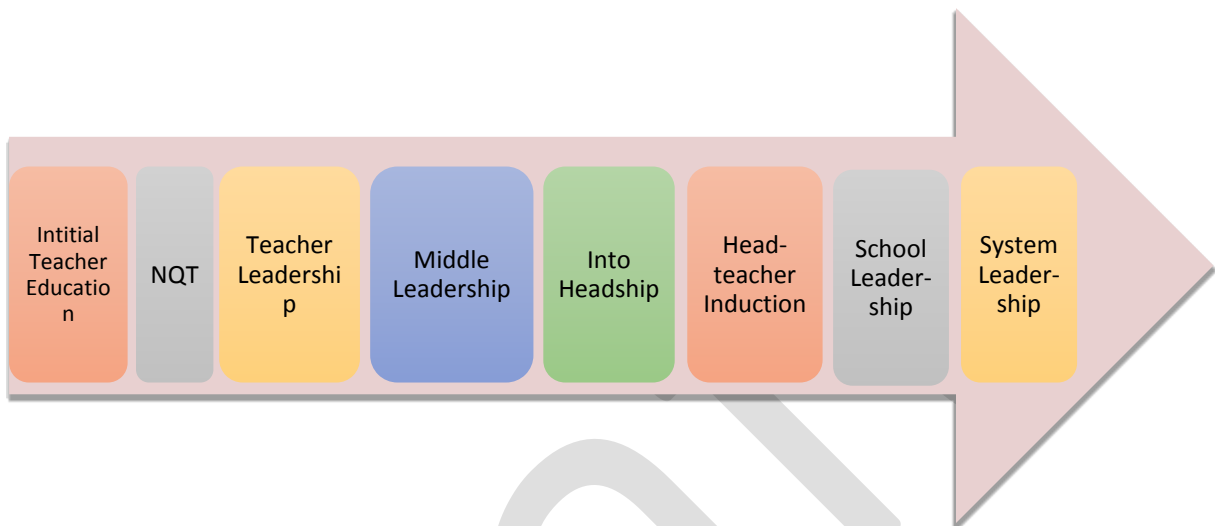 Intitial
Teacher
Educatio
n
NQT
Teacher
Leadershi
p
Middle
Leadership
Into
Headship
Head-
teacher
Induction
School
Leader-
ship
System
Leader-
ship